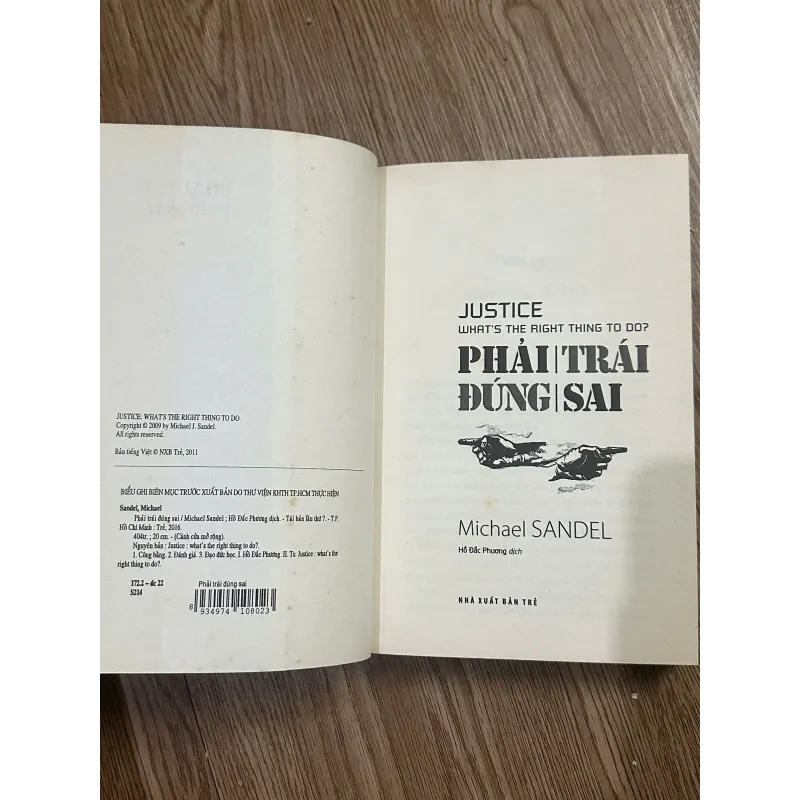 JUSTICE: WHAT'S THE RIGHT THING TO DO.
Copyright © 2009 by Michael J. Sandel.
All rights reserved.
Bản tiếng Việt © NXB Trẻ, 2011
BIỂU GHI BIÊN MỤC TRƯỚC XUẤT BẢN DO THƯ VIỆN KHTH TP.HCM THỰC HIỆN
Sandel, Michael
Phải trái đúng sai / Michael Sandel ; Hồ Đắc Phương dịch. - Tái bản lần thứ 7. - T.P.
Hồ Chí Minh : Trẻ, 2016.
404tr. ; 20 cm. - (Cánh cửa mở rộng).
Nguyên bản : Justice : what's the right thing to do?.
1. Công bằng. 2. Đánh giá. 3. Đạo đức học. I. Hồ Đắc Phương. II. Ts: Justice : what's the
right thing to do?.
172.2 -- dc 22
S214
Phải trái đúng sai
8 934974 108023
JUSTICE
WHAT'S THE RIGHT THING TO DO?
PHẢI|TRÁI
ĐÚNG|SAI
Michael SANDEL
Hồ Đắc Phương dịch
NHÀ XUẤT BẢN TRẺ